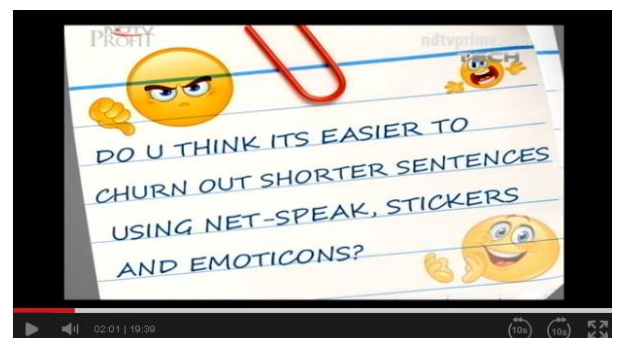 NDTV
PROFIT
ndtvprime.com
TECH
DO U THINK ITS EASIER TO
CHURN OUT SHORTER SENTENCES
USING NET-SPEAK, STICKERS
AND EMOTICONS?
02:01 | 19:39
10s
10s